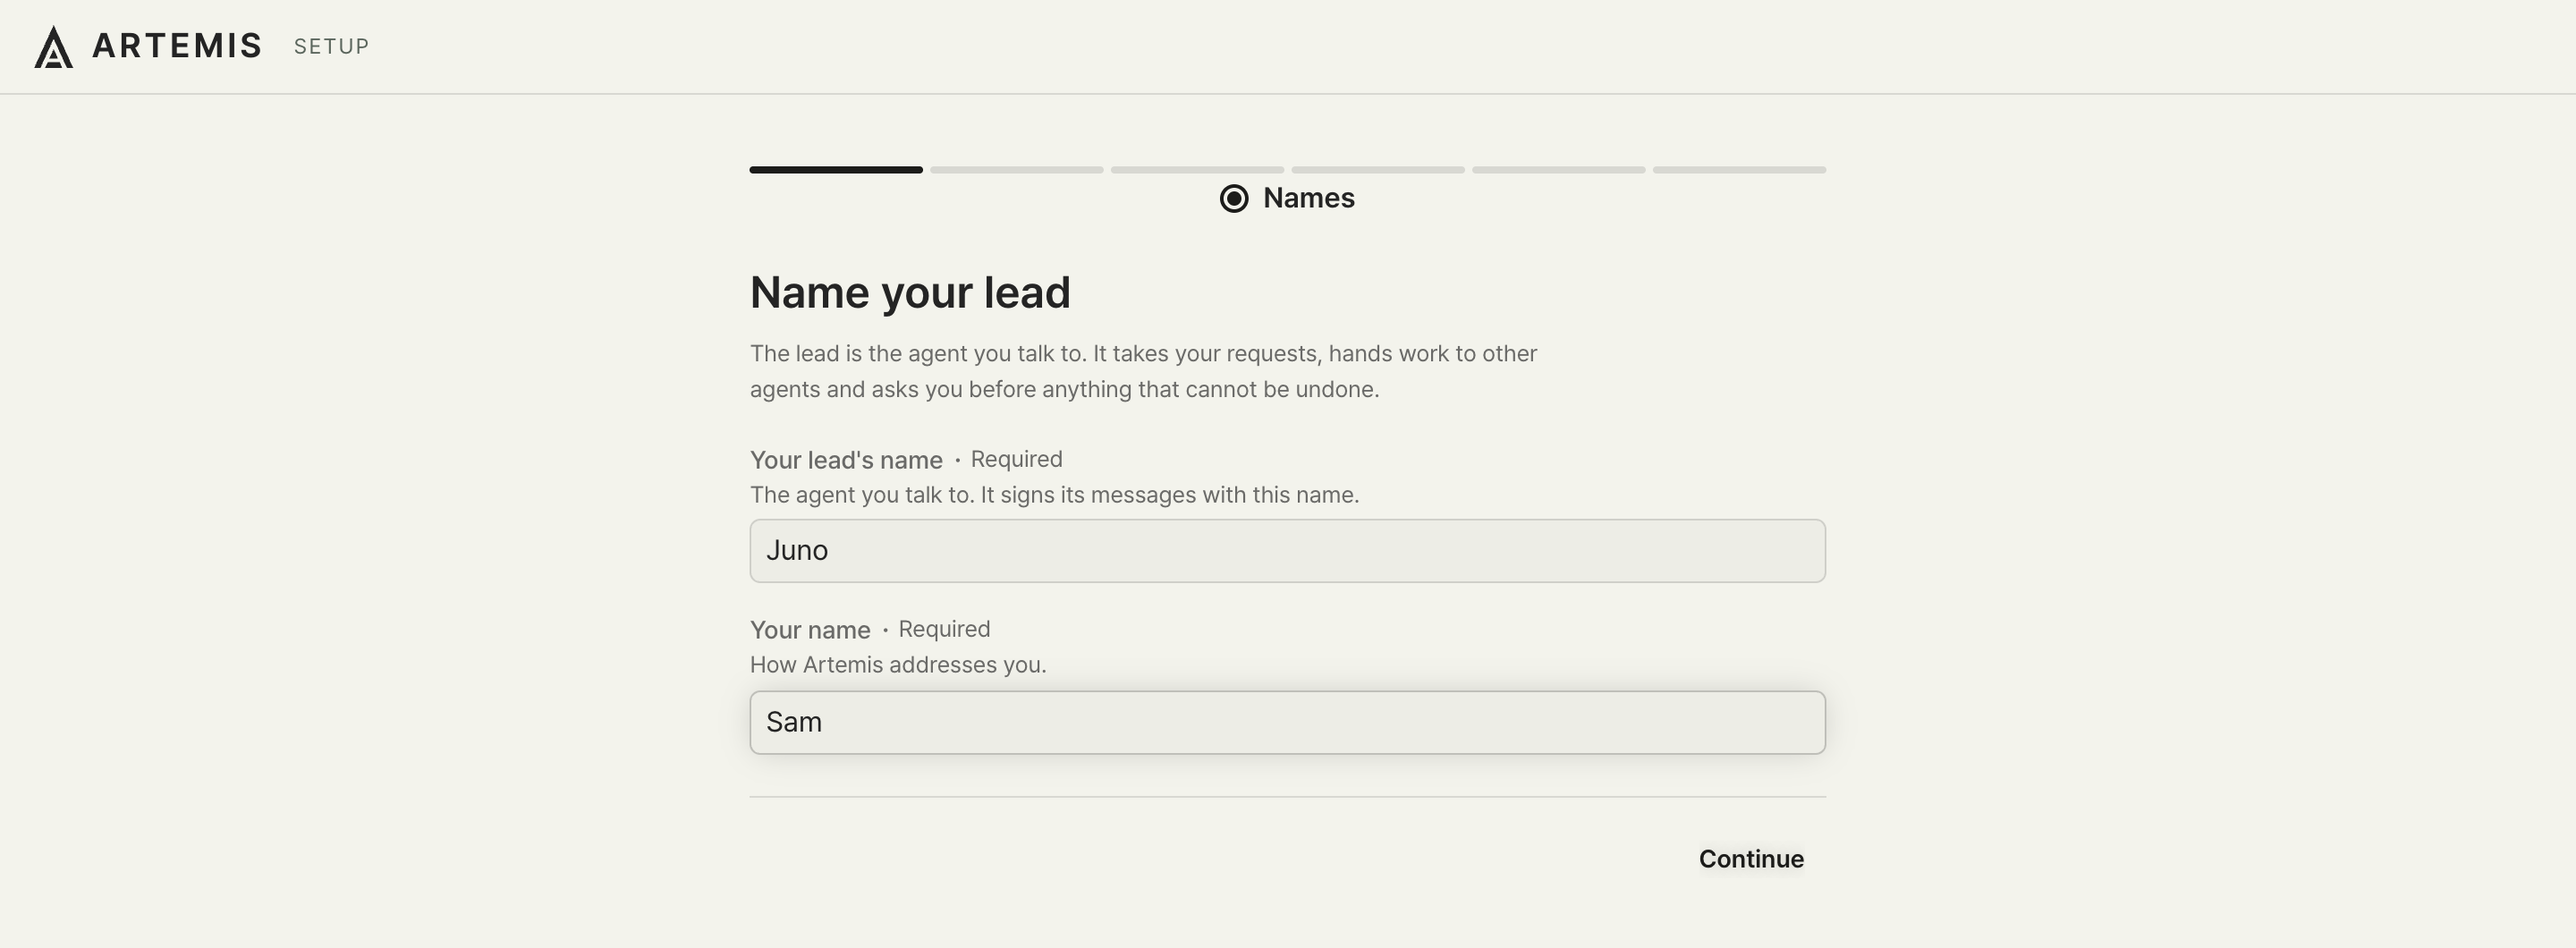 ARTEMIS SETUP
Names
Name your lead
The lead is the agent you talk to. It takes your requests, hands work to other
agents and asks you before anything that cannot be undone.
Your lead's name · Required
The agent you talk to. It signs its messages with this name.
Juno
Your name · Required
How Artemis addresses you.
Sam
Continue